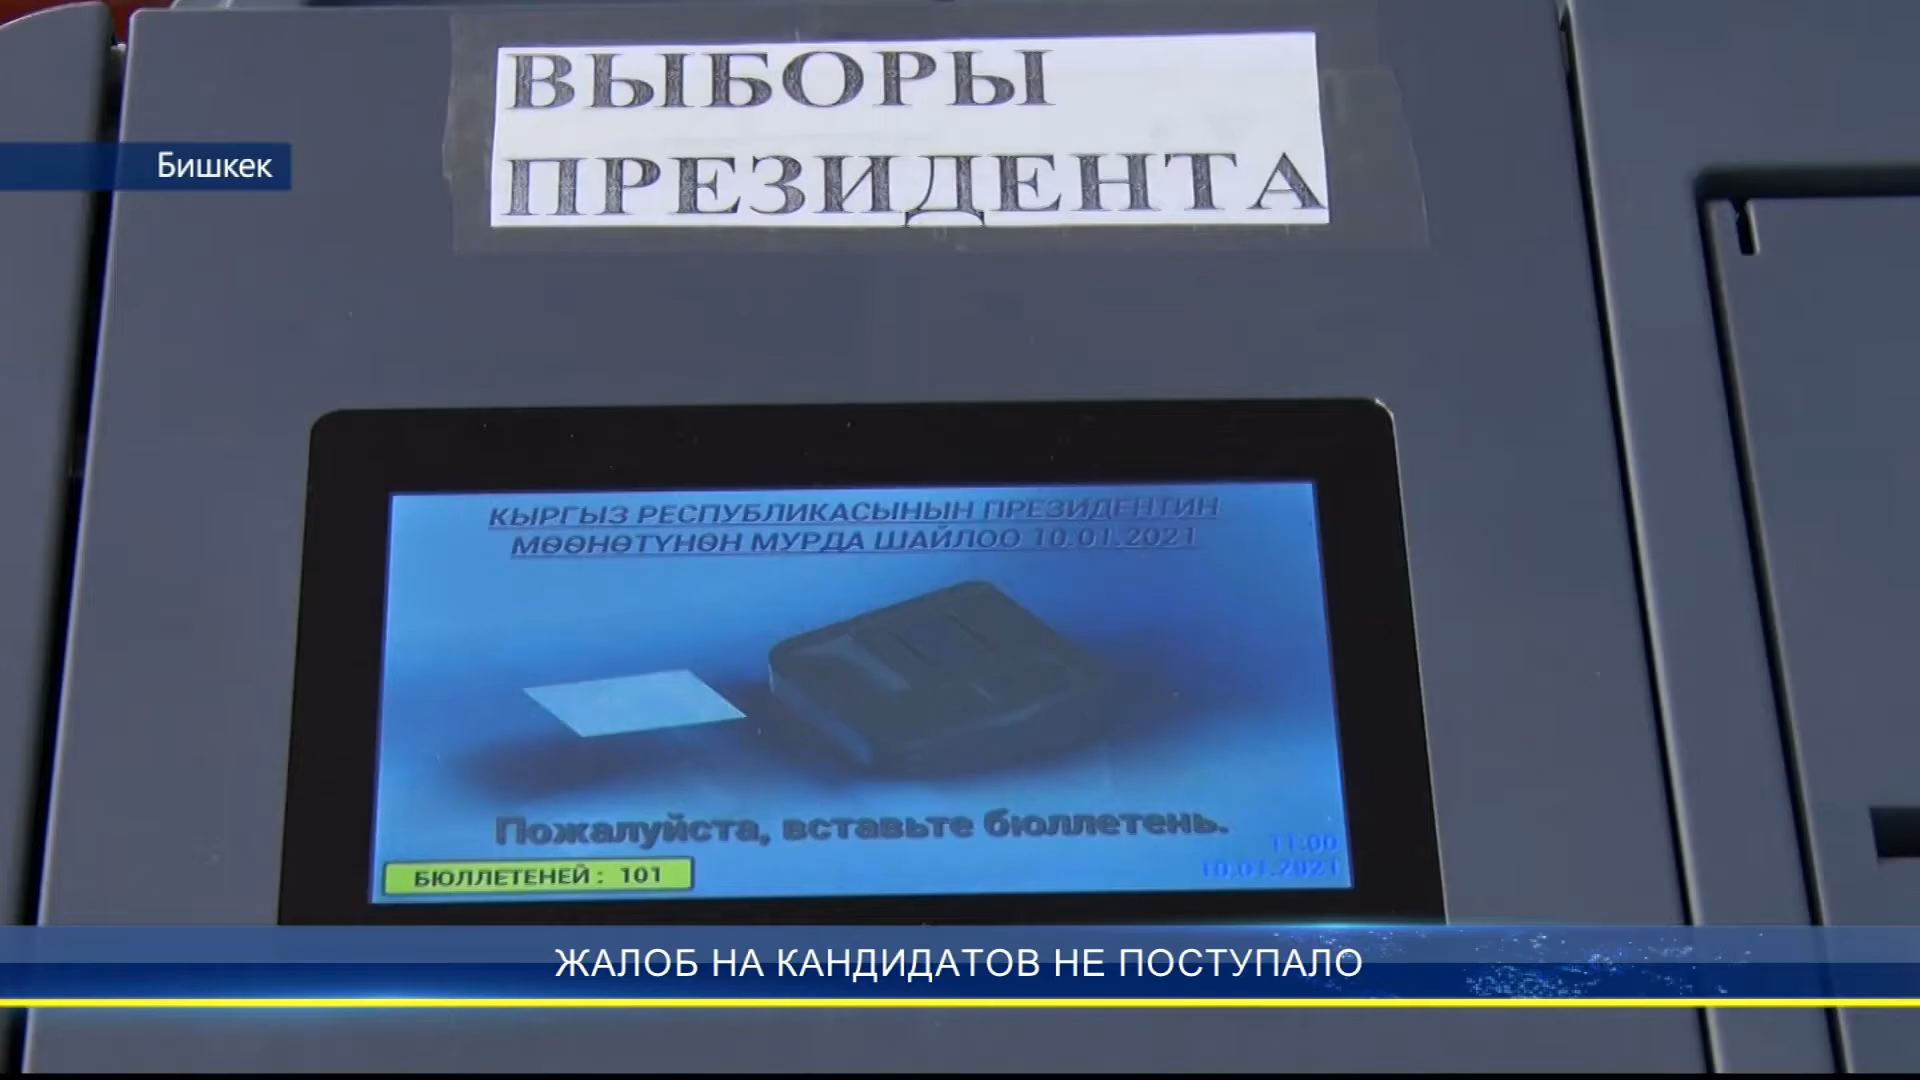 ВЫБОРЫ
ПРЕЗИДЕНТА
Бишкек
КЫРГЫЗ РЕСПУБЛИКАСЫНЫН ПРЕЗИДЕНТИН
МӨӨНӨТҮНӨН МУРДА ШАЙЛОО 10.01.2021
Пожалуйста, вставьте бюллетень.
11:00
10.01.2021
БЮЛЛЕТЕНЕЙ : 101
ЖАЛОБ НА КАНДИДАТОВ НЕ ПОСТУПАЛО